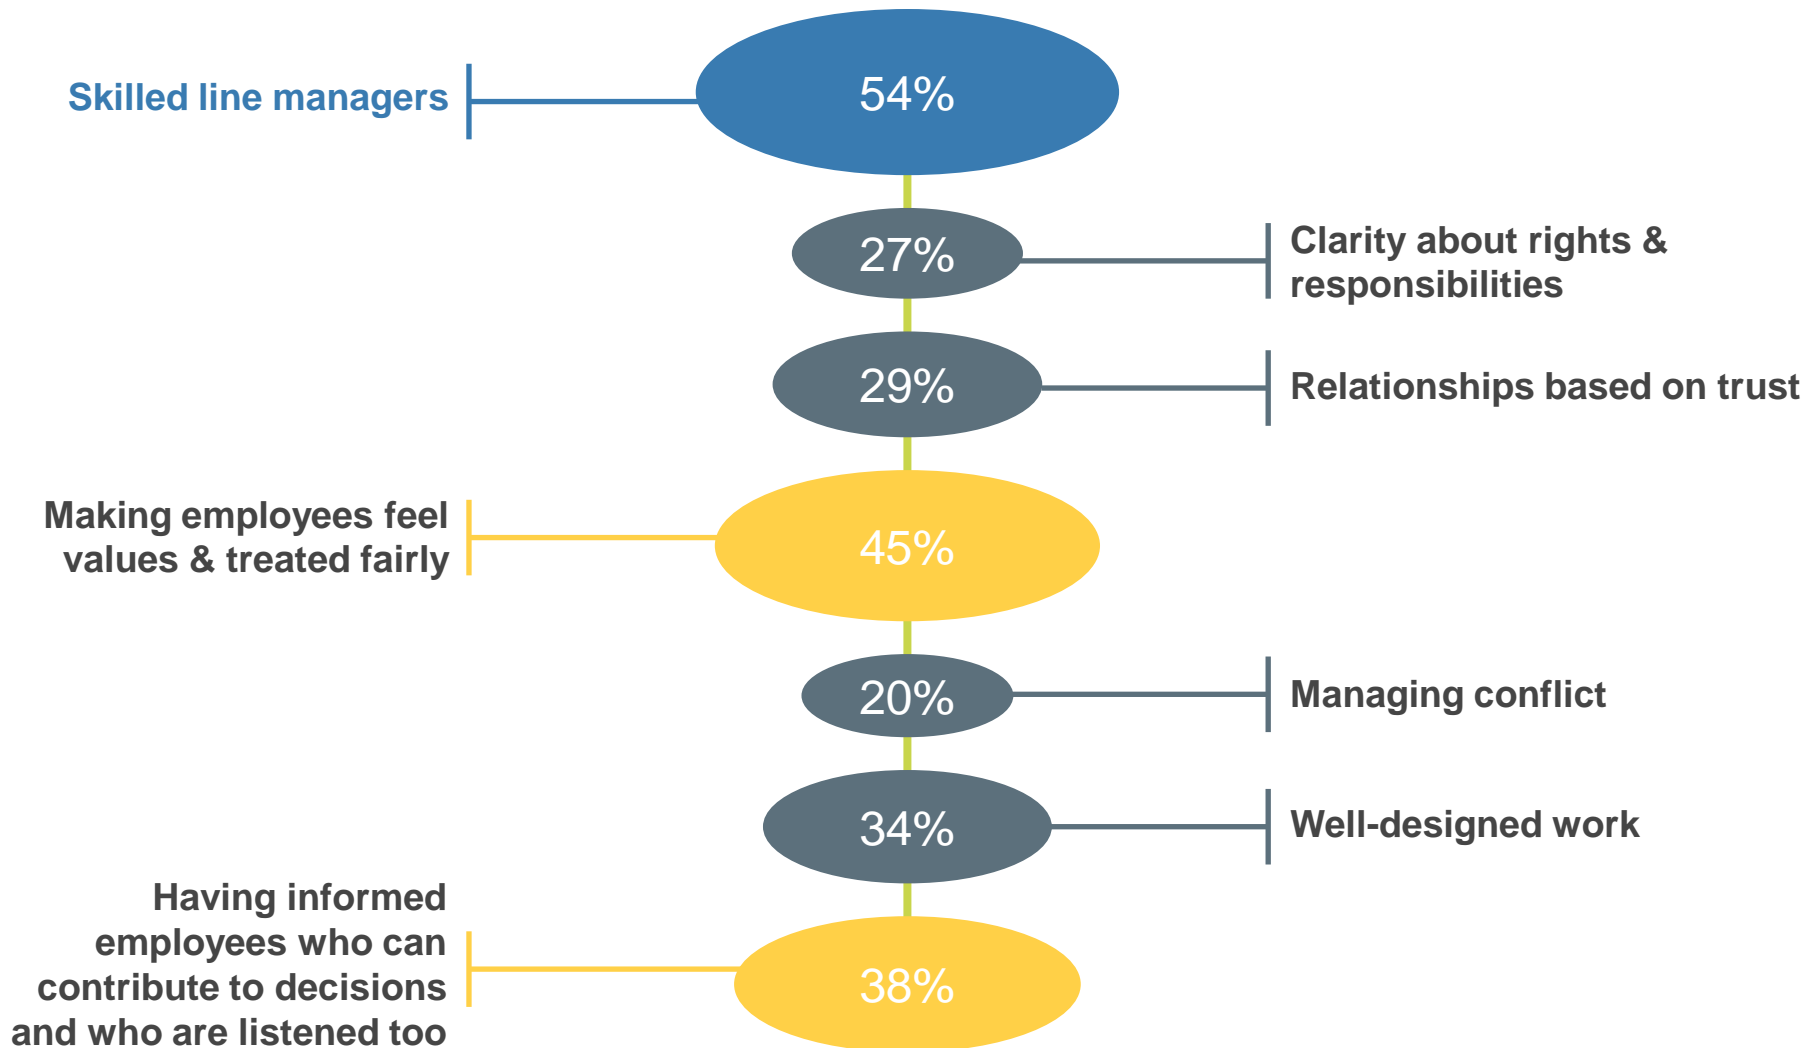 Skilled line managers
54%
27%
Clarity about rights &
responsibilities
29%
Relationships based on trust
Making employees feel
values & treated fairly
45%
20%
Managing conflict
34%
Well-designed work
Having informed
employees who can
contribute to decisions
and who are listened too
38%